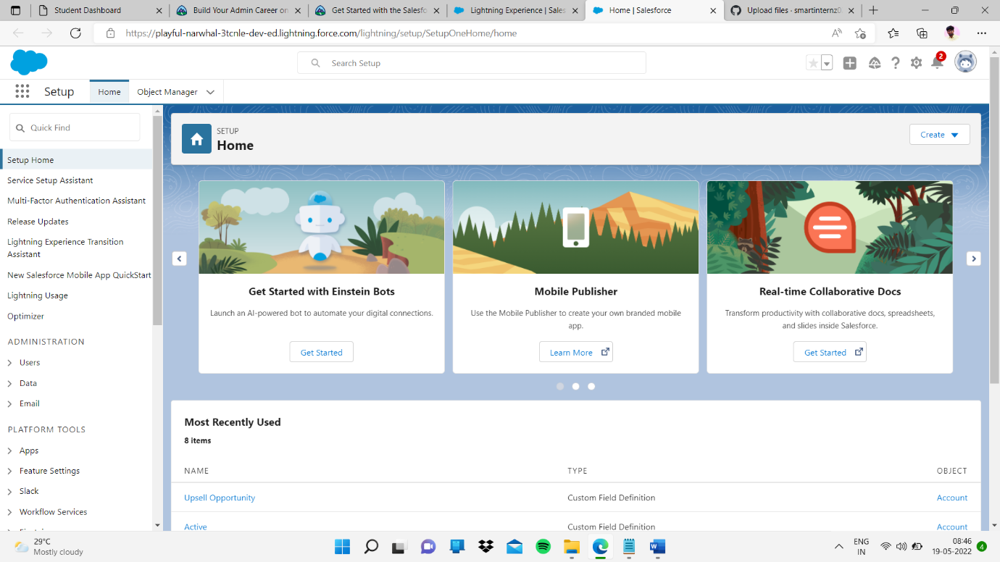 Student Dashboard
Build Your Admin Career on
Get Started with the Salesfo
Lightning Experience | Sales
Home | Salesforce
Upload files · smartinternz0
https://playful-narwhal-3tcnle-dev-ed.lightning.force.com/lightning/setup/SetupOneHome/home
Search Setup
2
Setup
Home
Object Manager
Quick Find
Setup Home
Service Setup Assistant
Multi-Factor Authentication Assistant
Release Updates
Lightning Experience Transition
Assistant
New Salesforce Mobile App QuickStart
Lightning Usage
Optimizer
ADMINISTRATION
Users
Data
Email
PLATFORM TOOLS
Apps
Feature Settings
Slack
Workflow Services
SETUP
Home
Create
Get Started with Einstein Bots
Launch an AI-powered bot to automate your digital connections.
Get Started
Mobile Publisher
Use the Mobile Publisher to create your own branded mobile
app.
Learn More
Real-time Collaborative Docs
Transform productivity with collaborative docs, spreadsheets,
and slides inside Salesforce.
Get Started
Most Recently Used
8 items
NAME TYPE OBJECT
Upsell Opportunity Custom Field Definition Account
Active Custom Field Definition Account
29°C
Mostly cloudy
ENG
IN
08:46
19-05-2022
4